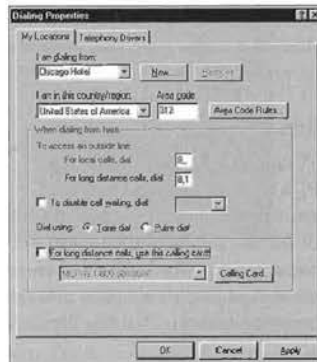 Dialing Properties
My Locations Telephony Drivers
I am dialing from:
Chicago Hotel New... Remove
I am in this country/region: Area code:
United States of America 312 Area Code Rules...
When dialing from here
To access an outside line:
For local calls, dial 8,
For long distance calls, dial 8,1
To disable call waiting, dial
Dial using: Tone dial Pulse dial
For long distance calls, use this calling card:
Calling Card...
OK Cancel Apply